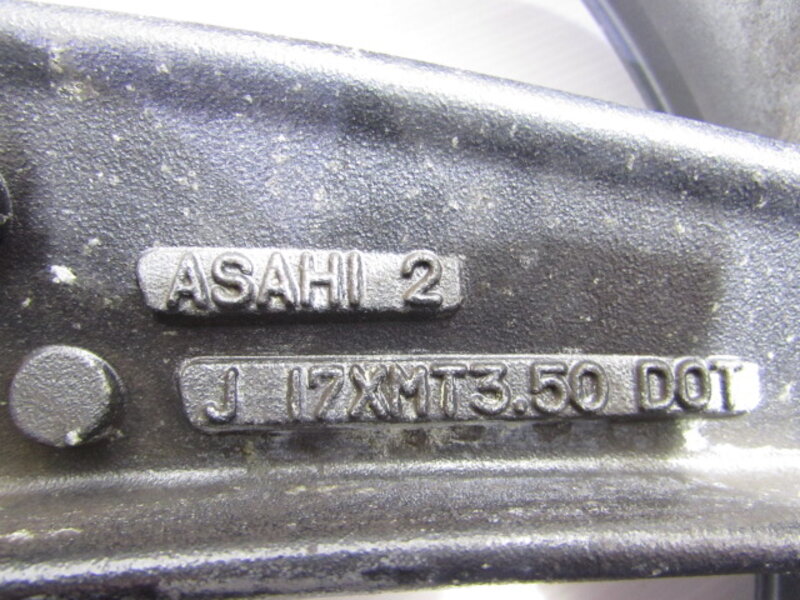 ASAHI 2
J 17XMT3.50 DOT